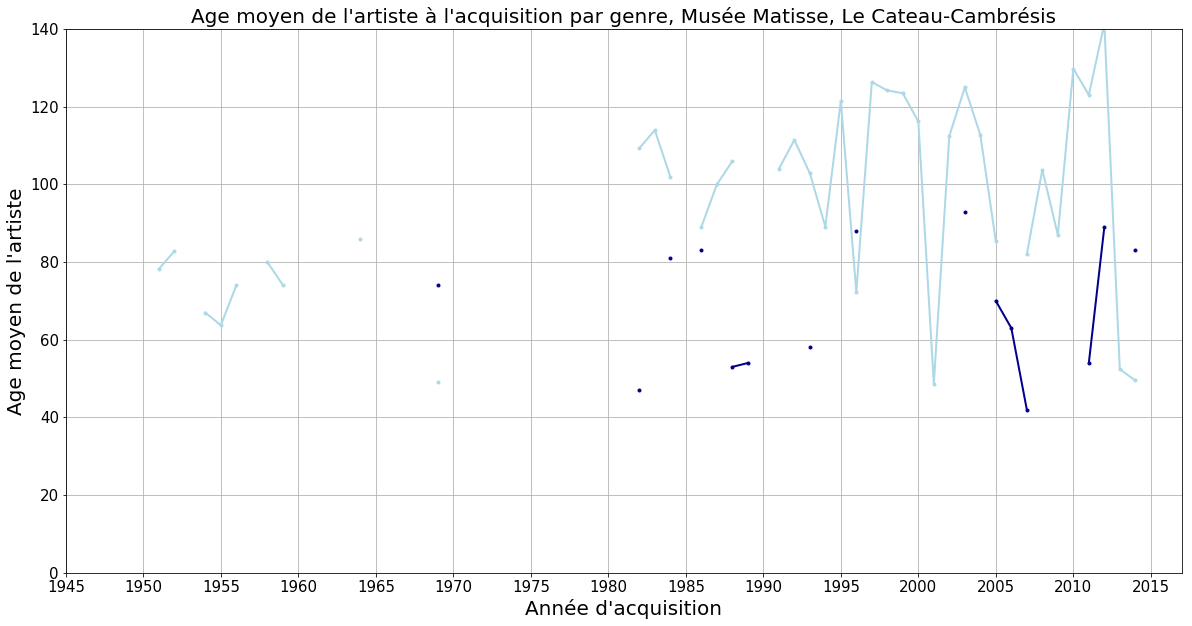 Age moyen de l'artiste à l'acquisition par genre, Musée Matisse, Le Cateau-Cambrésis
Age moyen de l'artiste
140
120
100
80
60
40
20
0
1945 1950 1955 1960 1965 1970 1975 1980 1985 1990 1995 2000 2005 2010 2015
Année d'acquisition